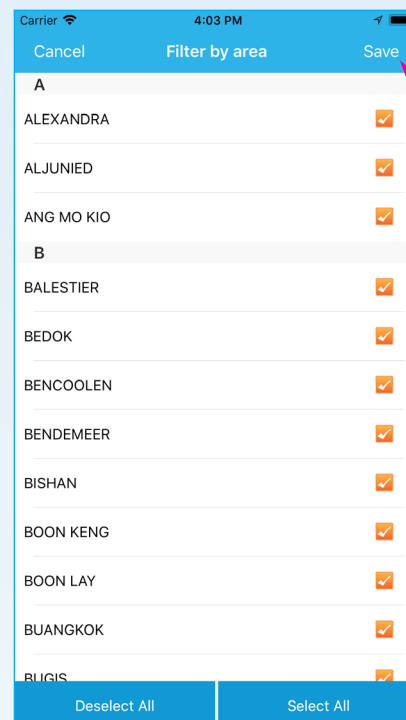 Carrier 4:03 PM
Cancel Filter by area Save
A
ALEXANDRA
ALJUNIED
ANG MO KIO
B
BALESTIER
BEDOK
BENCOOLEN
BENDEMEER
BISHAN
BOON KENG
BOON LAY
BUANGKOK
BUGIS
Deselect All Select All